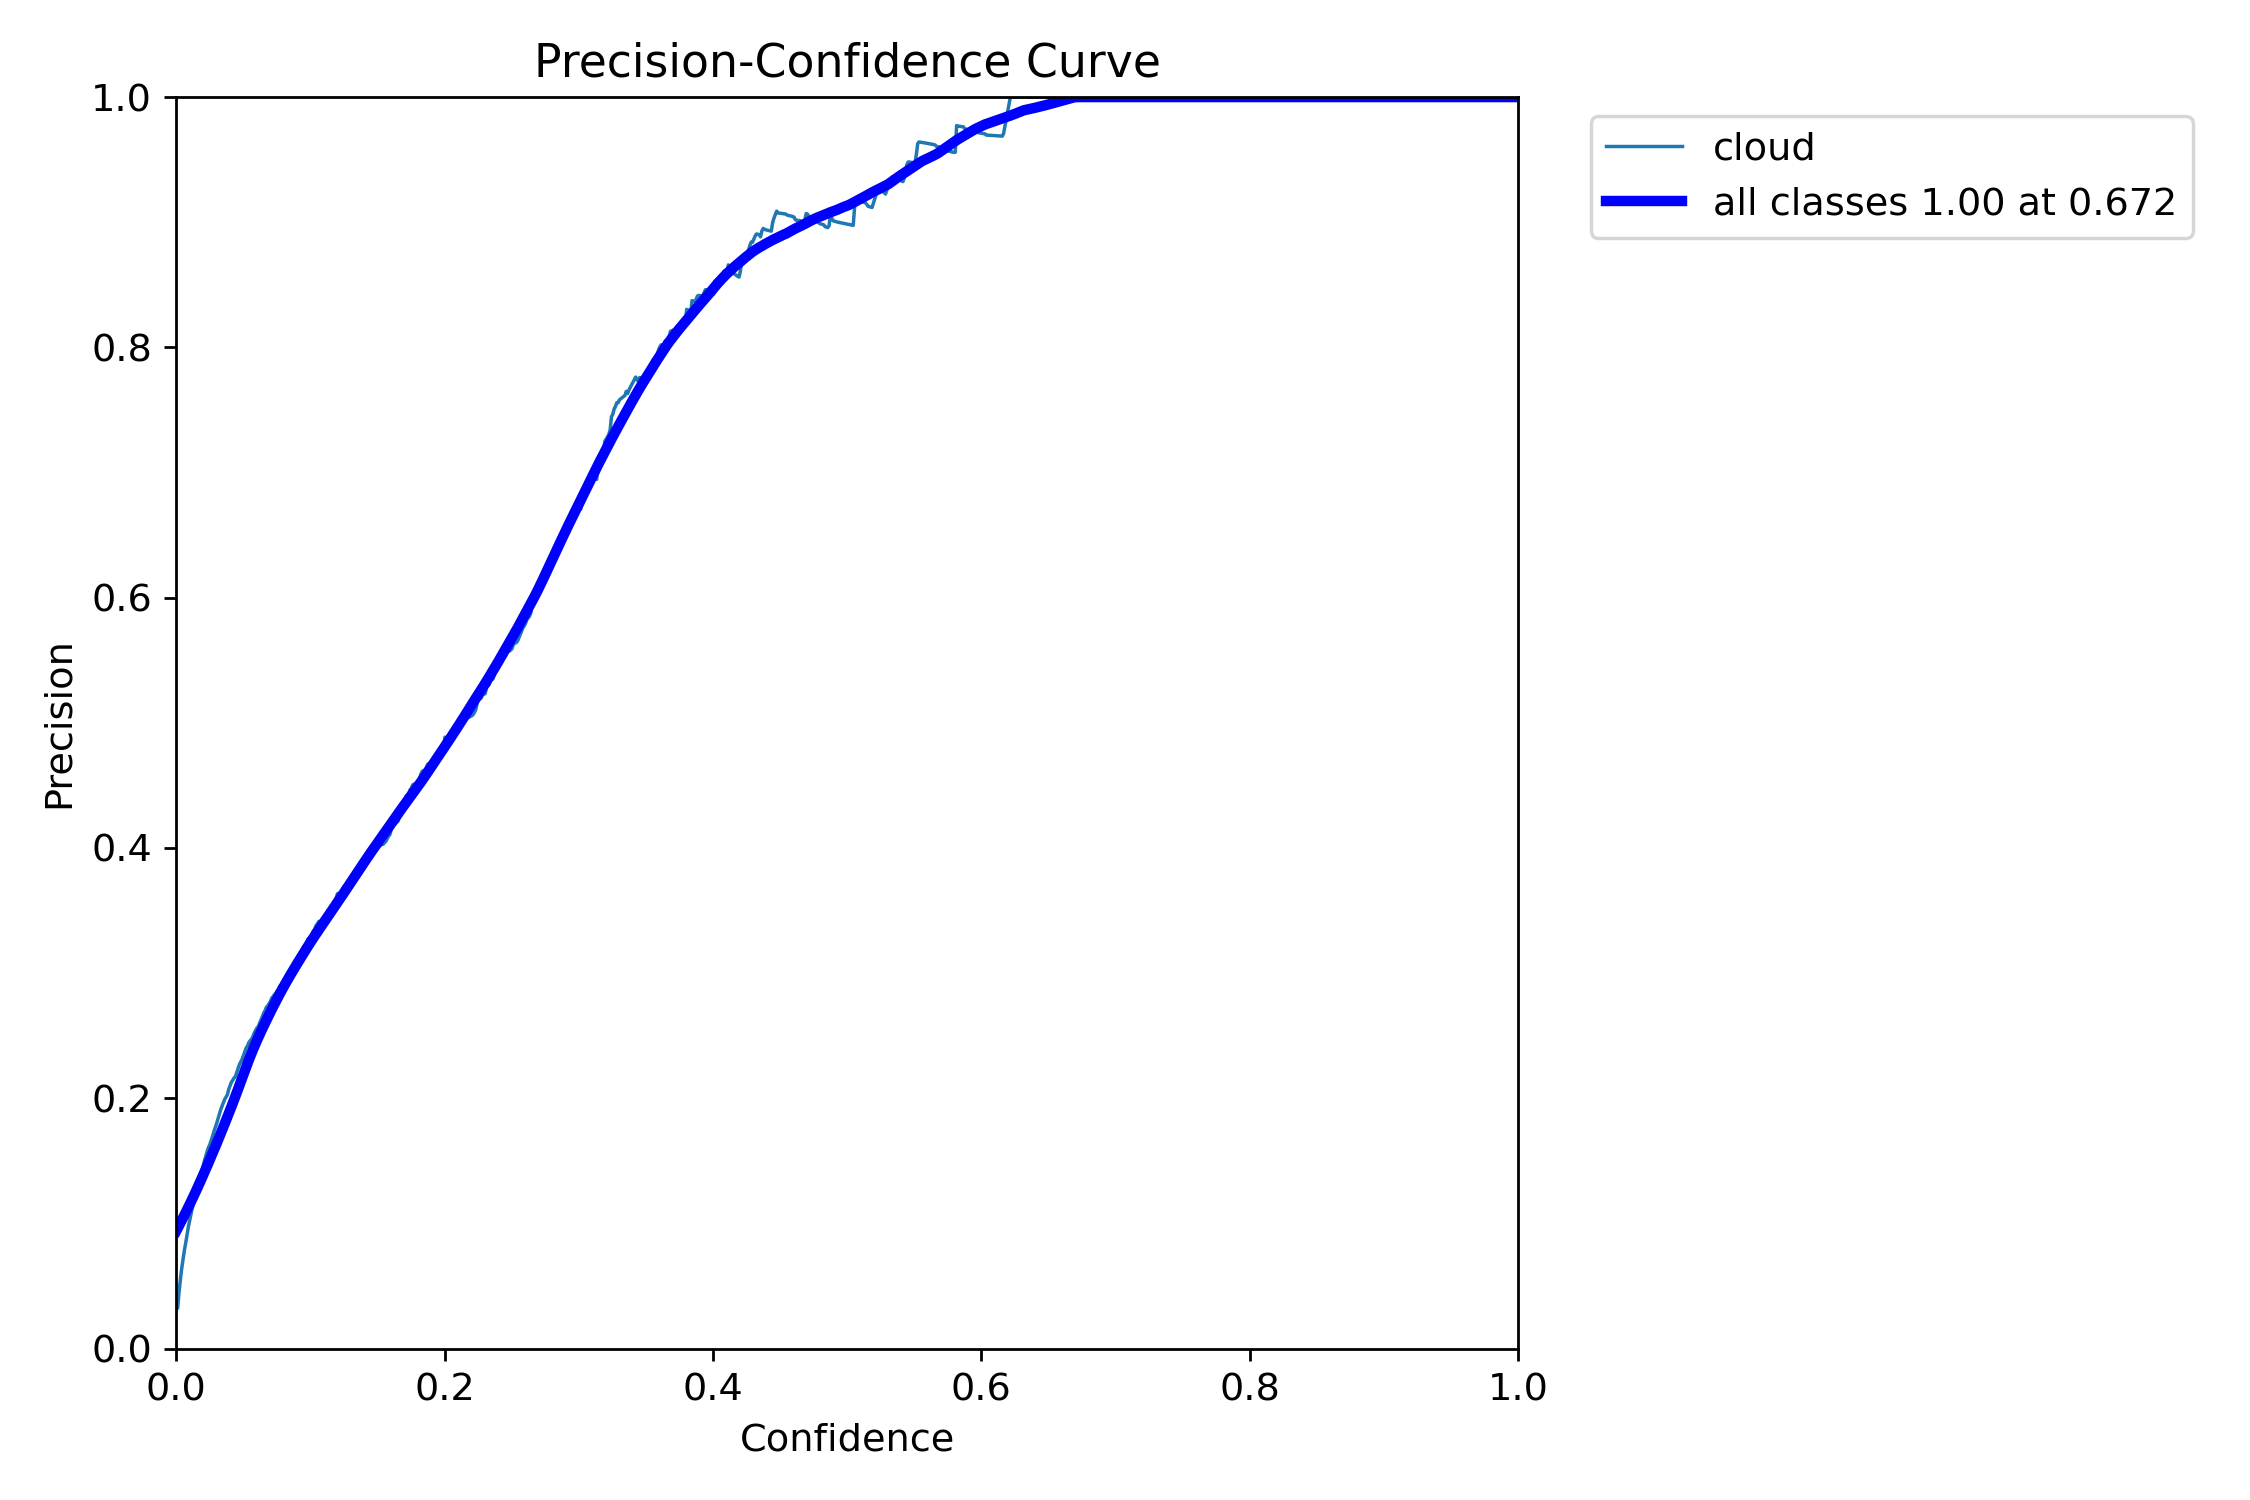 Precision-Confidence Curve
1.0
0.8
0.6
0.4
0.2
0.0
Precision
0.0 0.2 0.4 0.6 0.8 1.0
Confidence
cloud
all classes 1.00 at 0.672